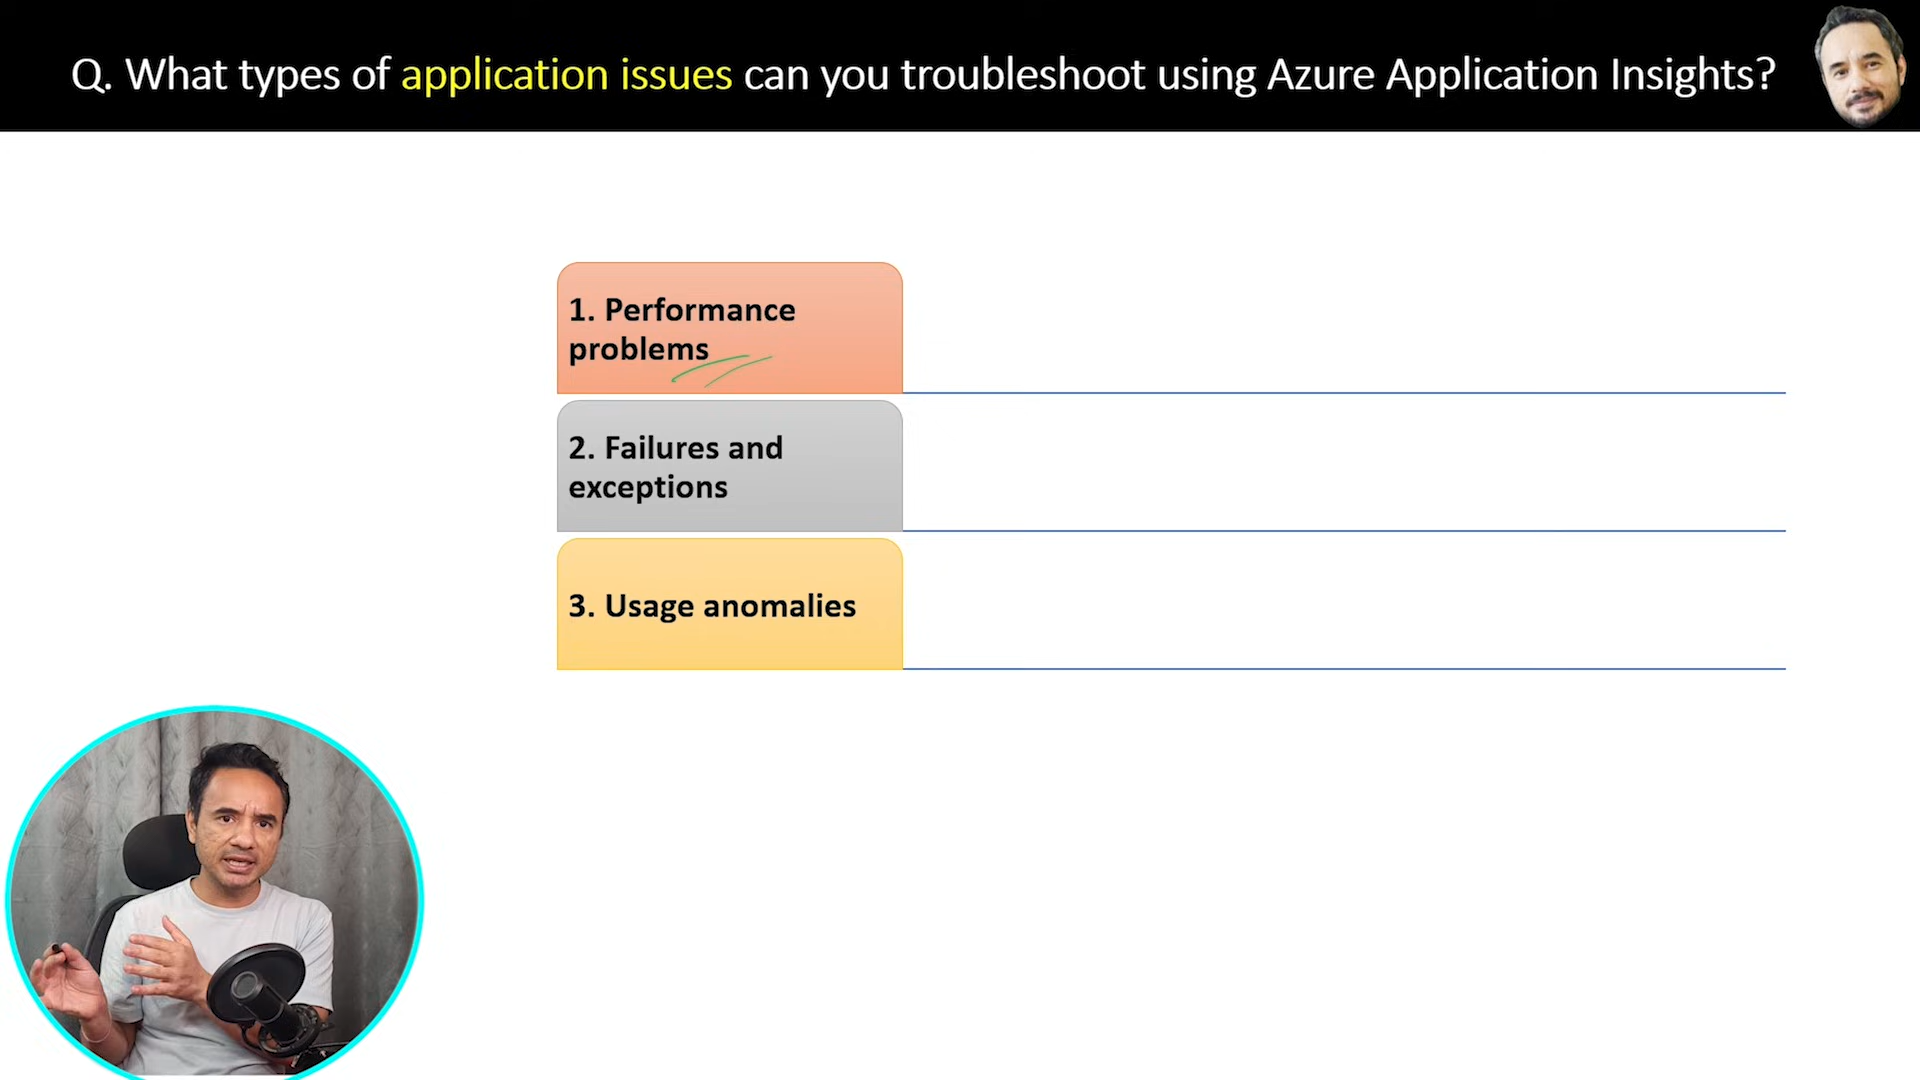 Q. What types of application issues can you troubleshoot using Azure Application Insights?
1. Performance
problems
2. Failures and
exceptions
3. Usage anomalies